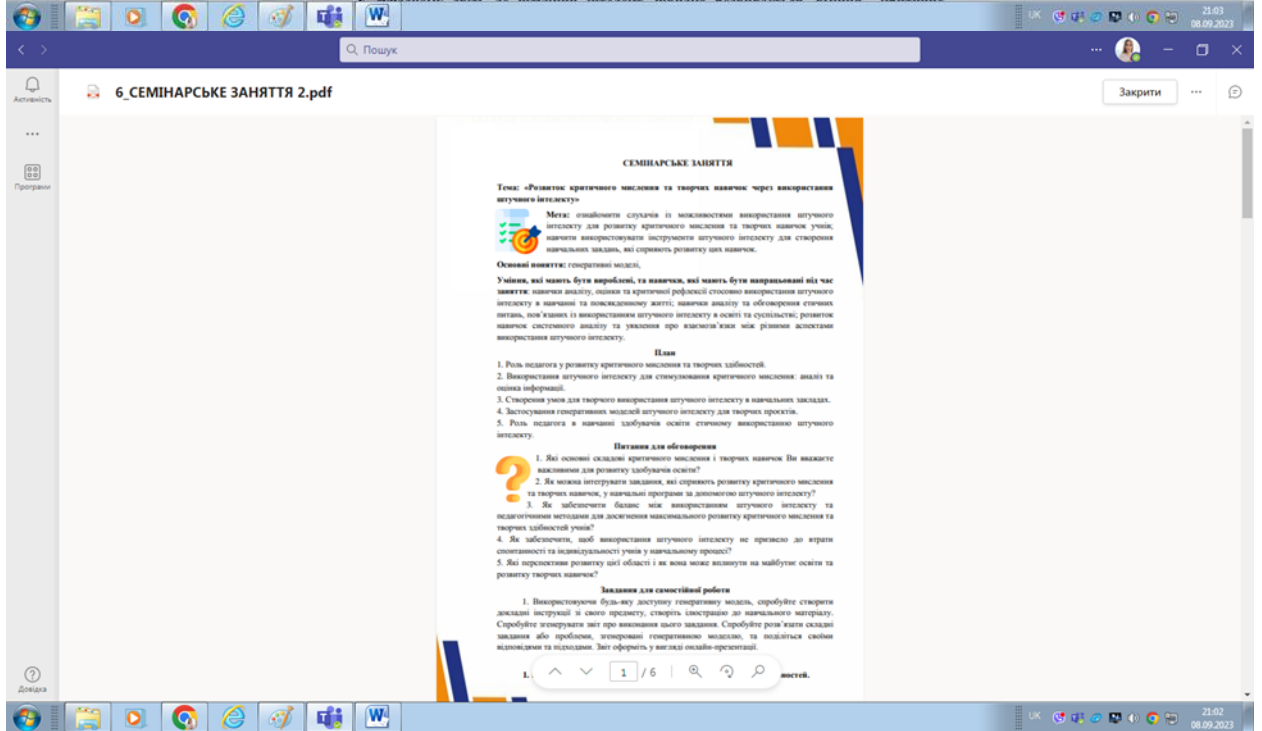 UK
21:03
08.09.2023
Пошук
Активність
6_СЕМІНАРСЬКЕ ЗАНЯТТЯ 2.pdf
Закрити
Програми
СЕМІНАРСЬКЕ ЗАНЯТТЯ
Тема: «Розвиток критичного мислення та творчих навичок через використання
штучного інтелекту»
Мета: ознайомити слухачів із можливостями використання штучного
інтелекту для розвитку критичного мислення та творчих навичок учнів;
навчити використовувати інструменти штучного інтелекту для створення
навчальних завдань, які сприяють розвитку цих навичок.
Основні поняття: генеративні моделі,
Уміння, які мають бути вироблені, та навички, які мають бути напрацьовані під час
заняття: навички аналізу, оцінки та критичної рефлексії стосовно використання штучного
інтелекту в навчанні та повсякденному житті; навички аналізу та обговорення етичних
питань, пов'язаних із використанням штучного інтелекту в освіті та суспільстві; розвиток
навичок системного аналізу та уявлення про взаємозв'язки між різними аспектами
використання штучного інтелекту.
План
1. Роль педагога у розвитку критичного мислення та творчих здібностей.
2. Використання штучного інтелекту для стимулювання критичного мислення: аналіз та
оцінка інформації.
3. Створення умов для творчого використання штучного інтелекту в навчальних закладах.
4. Застосування генеративних моделей штучного інтелекту для творчих проєктів.
5. Роль педагога в навчанні здобувачів освіти етичному використанню штучного
інтелекту.
Питання для обговорення
1. Які основні складові критичного мислення і творчих навичок Ви вважаєте
важливими для розвитку здобувачів освіти?
2. Як можна інтегрувати завдання, які сприяють розвитку критичного мислення
та творчих навичок, у навчальні програми за допомогою штучного інтелекту?
3. Як забезпечити баланс між використанням штучного інтелекту та
педагогічними методами для досягнення максимального розвитку критичного мислення та
творчих здібностей учнів?
4. Як забезпечити, щоб використання штучного інтелекту не призвело до втрати
спонтанності та індивідуальності учнів у навчальному процесі?
5. Які перспективи розвитку цієї області і як вона може вплинути на майбутнє освіти та
розвитку творчих навичок?
Завдання для самостійної роботи
1. Використовуючи будь-яку доступну генеративну модель, спробуйте створити
докладні інструкції зі свого предмету, створіть ілюстрацію до навчального матеріалу.
Спробуйте згенерувати звіт про виконання цього завдання. Спробуйте розв'язати складні
завдання або проблеми, згенеровані генеративною моделлю, та поділіться своїми
відповідями та підходами. Звіт оформіть у вигляді онлайн-презентації.
1.
ностей.
1 / 6
Довідка
UK
21:02
08.09.2023